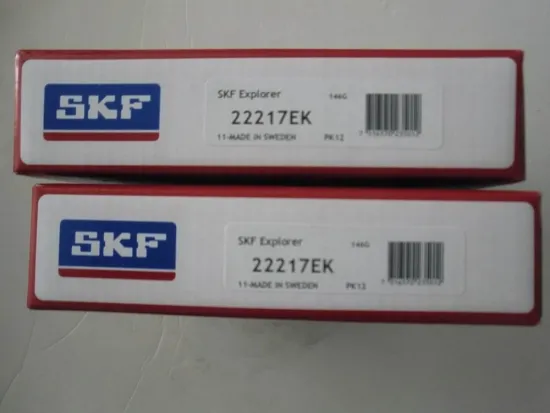 SKF
SKF Explorer 146G
22217EK
11-MADE IN SWEDEN PK12
SKF
SKF Explorer 146G
22217EK
11-MADE IN SWEDEN PK12